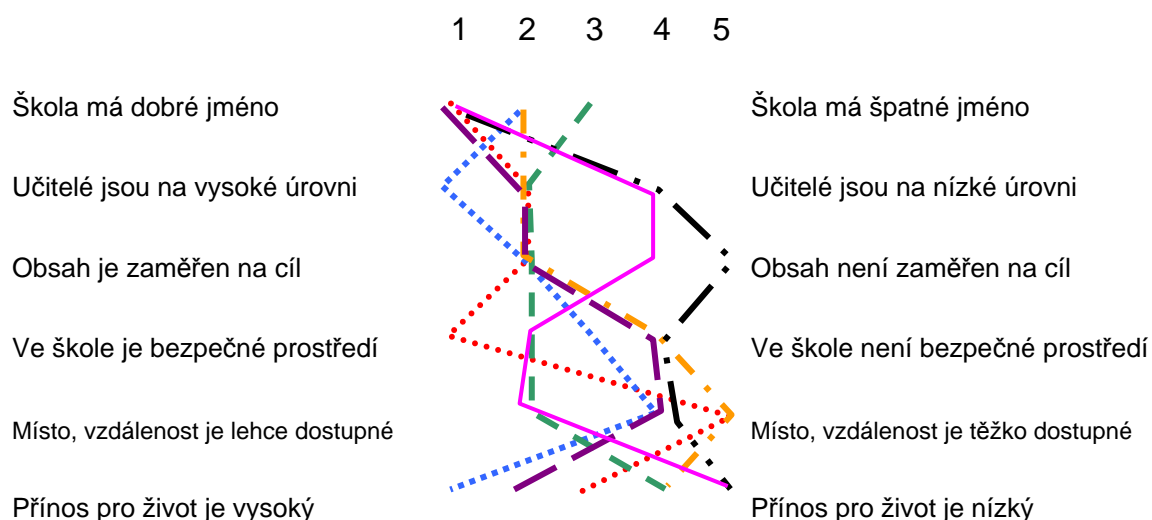 1 2 3 4 5
Škola má dobré jméno Škola má špatné jméno
Učitelé jsou na vysoké úrovni Učitelé jsou na nízké úrovni
Obsah je zaměřen na cíl Obsah není zaměřen na cíl
Ve škole je bezpečné prostředí Ve škole není bezpečné prostředí
Místo, vzdálenost je lehce dostupné Místo, vzdálenost je těžko dostupné
Přínos pro život je vysoký Přínos pro život je nízký